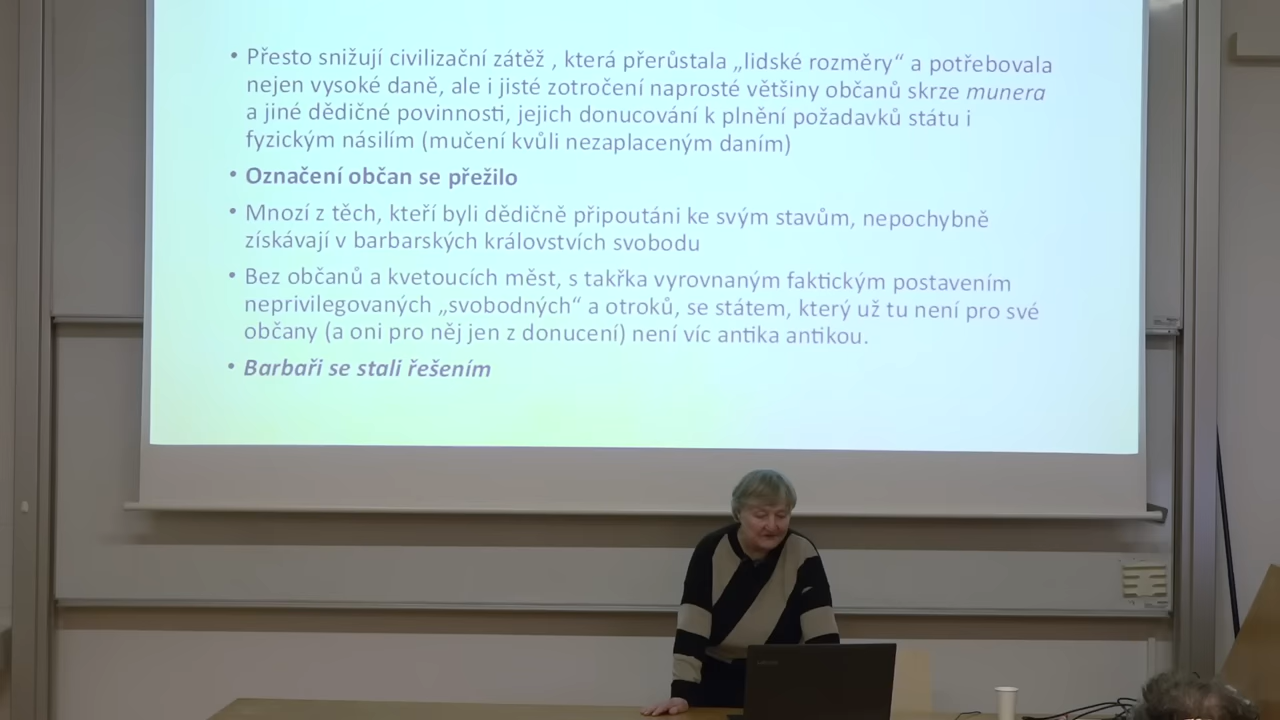 • Přesto snižují civilizační zátěž , která přerůstala „lidské rozměry“ a potřebovala
nejen vysoké daně, ale i jisté zotročení naprosté většiny občanů skrze munera
a jiné dědičné povinnosti, jejich donucování k plnění požadavků státu i
fyzickým násilím (mučení kvůli nezaplaceným daním)
• Označení občan se přežilo
• Mnozí z těch, kteří byli dědičně připoutáni ke svým stavům, nepochybně
získávají v barbarských královstvích svobodu
• Bez občanů a kvetoucích měst, s takřka vyrovnaným faktickým postavením
neprivilegovaných „svobodných“ a otroků, se státem, který už tu není pro své
občany (a oni pro něj jen z donucení) není víc antika antikou.
• Barbaři se stali řešením